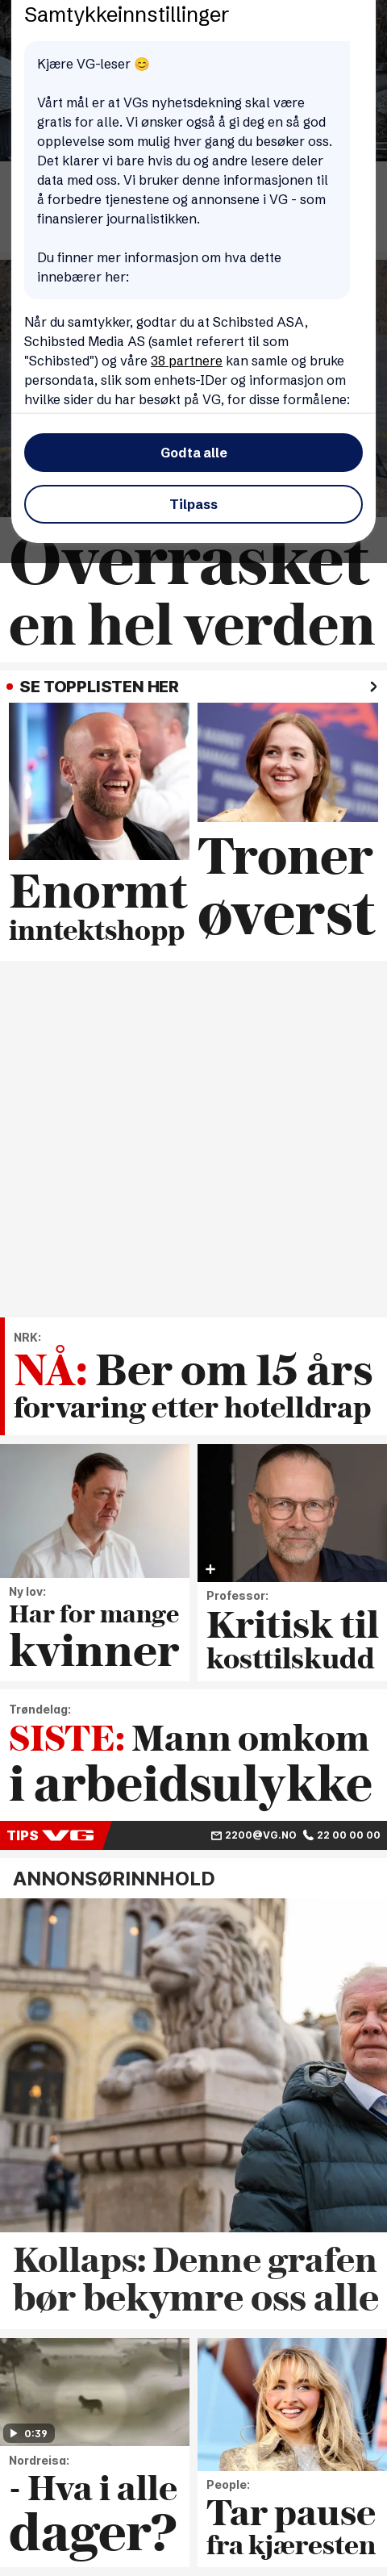 Samtykkeinnstillinger
Kjære VG-leser 😊
Vårt mål er at VGs nyhetsdekning skal være
gratis for alle. Vi ønsker også å gi deg en så god
opplevelse som mulig hver gang du besøker oss.
Det klarer vi bare hvis du og andre lesere deler
data med oss. Vi bruker denne informasjonen til
å forbedre tjenestene og annonsene i VG - som
finansierer journalistikken.
Du finner mer informasjon om hva dette
innebærer her:
Når du samtykker, godtar du at Schibsted ASA,
Schibsted Media AS (samlet referert til som
"Schibsted") og våre 38 partnere kan samle og bruke
persondata, slik som enhets-IDer og informasjon om
hvilke sider du har besøkt på VG, for disse formålene:
Godta alle
Tilpass
Overrasket
en hel verden
SE TOPPLISTEN HER
Enormt
inntektshopp
Troner
øverst
NRK:
NÅ: Ber om 15 års
forvaring etter hotelldrap
Ny lov:
Har for mange
kvinner
Professor:
Kritisk til
kosttilskudd
Trøndelag:
SISTE: Mann omkom
i arbeidsulykke
TIPS VG 2200@VG.NO 22 00 00 00
ANNONSØRINNHOLD
Kollaps: Denne grafen
bør bekymre oss alle
0:39
Nordreisa:
- Hva i alle
dager?
People:
Tar pause
fra kjæresten